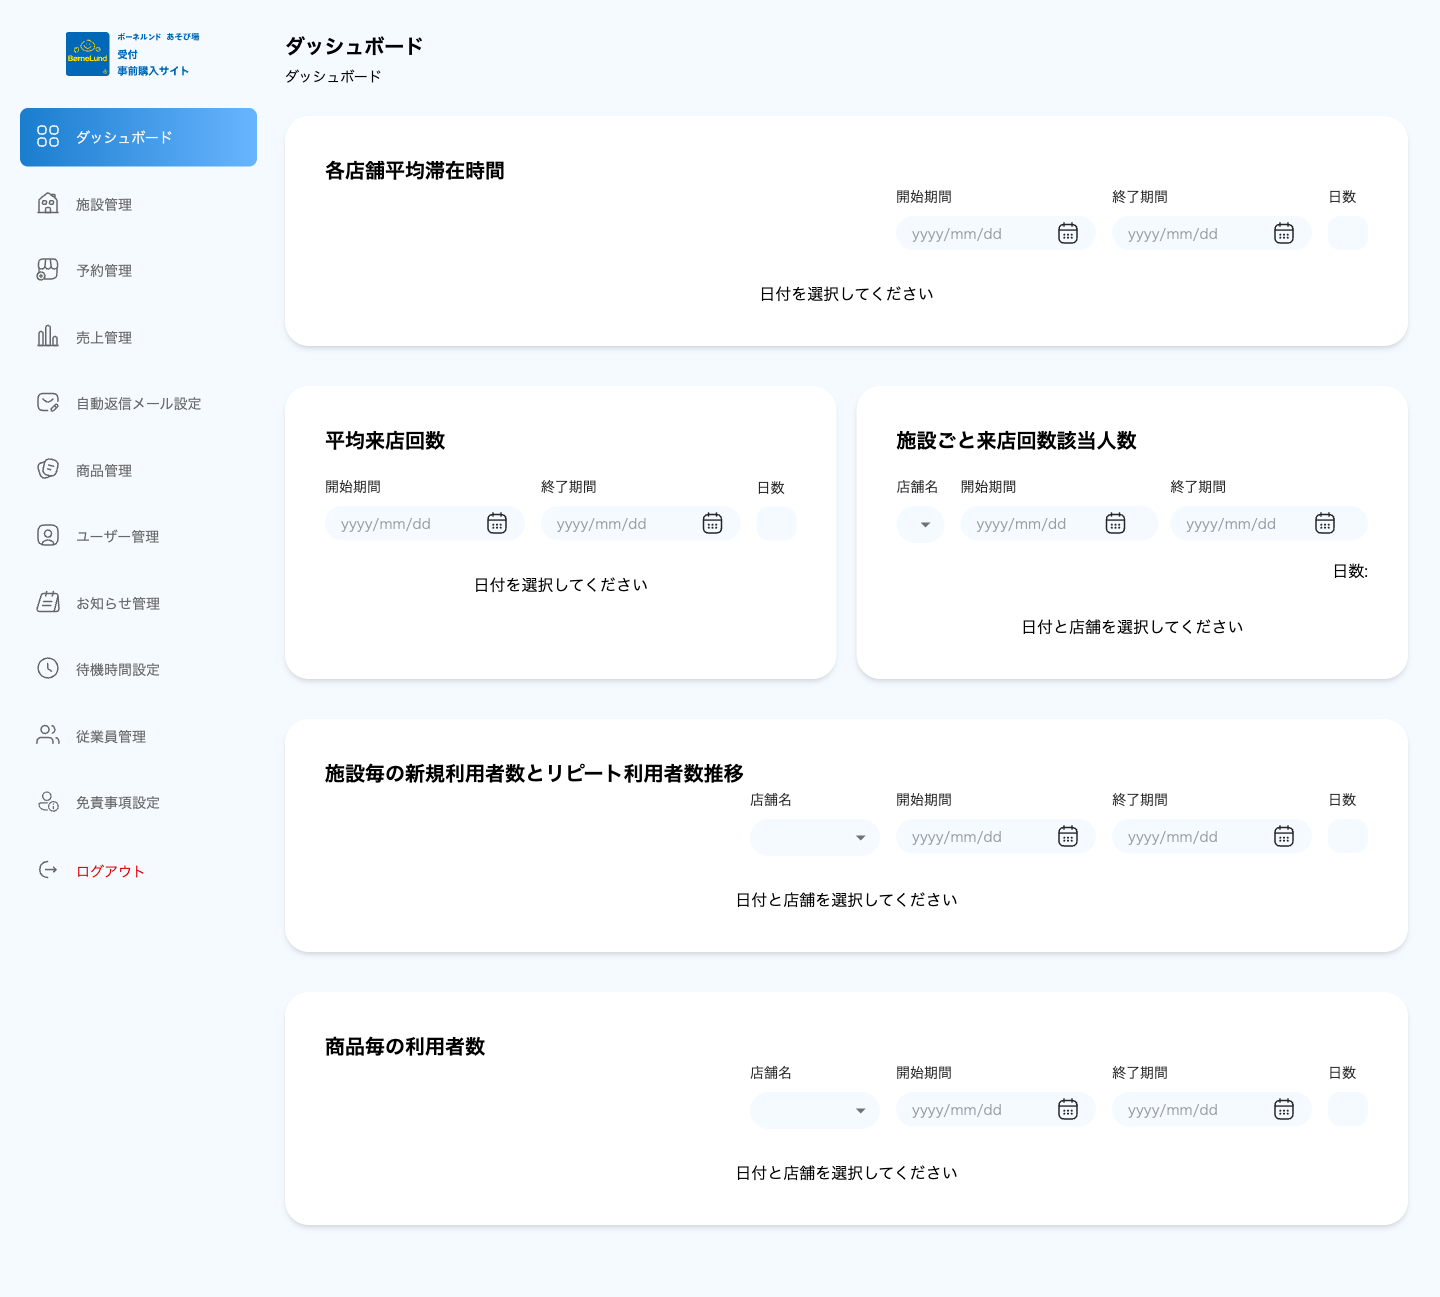 ボーネルンド あそび場
BørneLund
受付
事前購入サイト
ダッシュボード
施設管理
予約管理
売上管理
自動返信メール設定
商品管理
ユーザー管理
お知らせ管理
待機時間設定
従業員管理
免責事項設定
ログアウト
ダッシュボード
ダッシュボード
各店舗平均滞在時間
開始期間 終了期間 日数
yyyy/mm/dd yyyy/mm/dd
日付を選択してください
平均来店回数
開始期間 終了期間 日数
yyyy/mm/dd yyyy/mm/dd
日付を選択してください
施設ごと来店回数該当人数
店舗名 開始期間 終了期間
yyyy/mm/dd yyyy/mm/dd
日数:
日付と店舗を選択してください
施設毎の新規利用者数とリピート利用者数推移
店舗名 開始期間 終了期間 日数
yyyy/mm/dd yyyy/mm/dd
日付と店舗を選択してください
商品毎の利用者数
店舗名 開始期間 終了期間 日数
yyyy/mm/dd yyyy/mm/dd
日付と店舗を選択してください